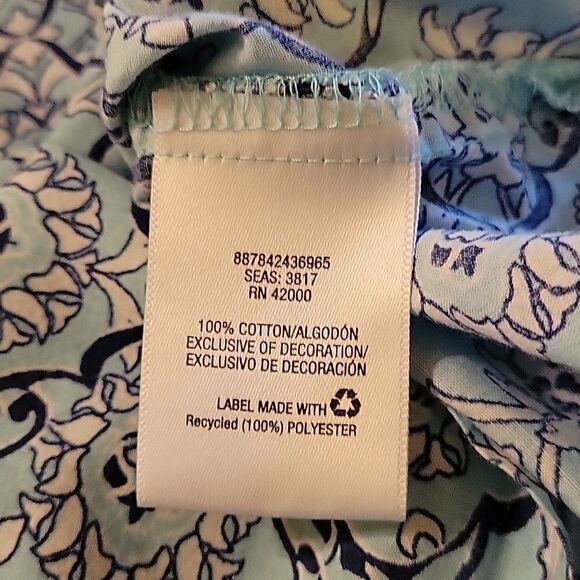 887842436965
SEAS: 3817
RN 42000
100% COTTON/ALGODÓN
EXCLUSIVE OF DECORATION/
EXCLUSIVO DE DECORACIÓN
LABEL MADE WITH
Recycled (100%) POLYESTER